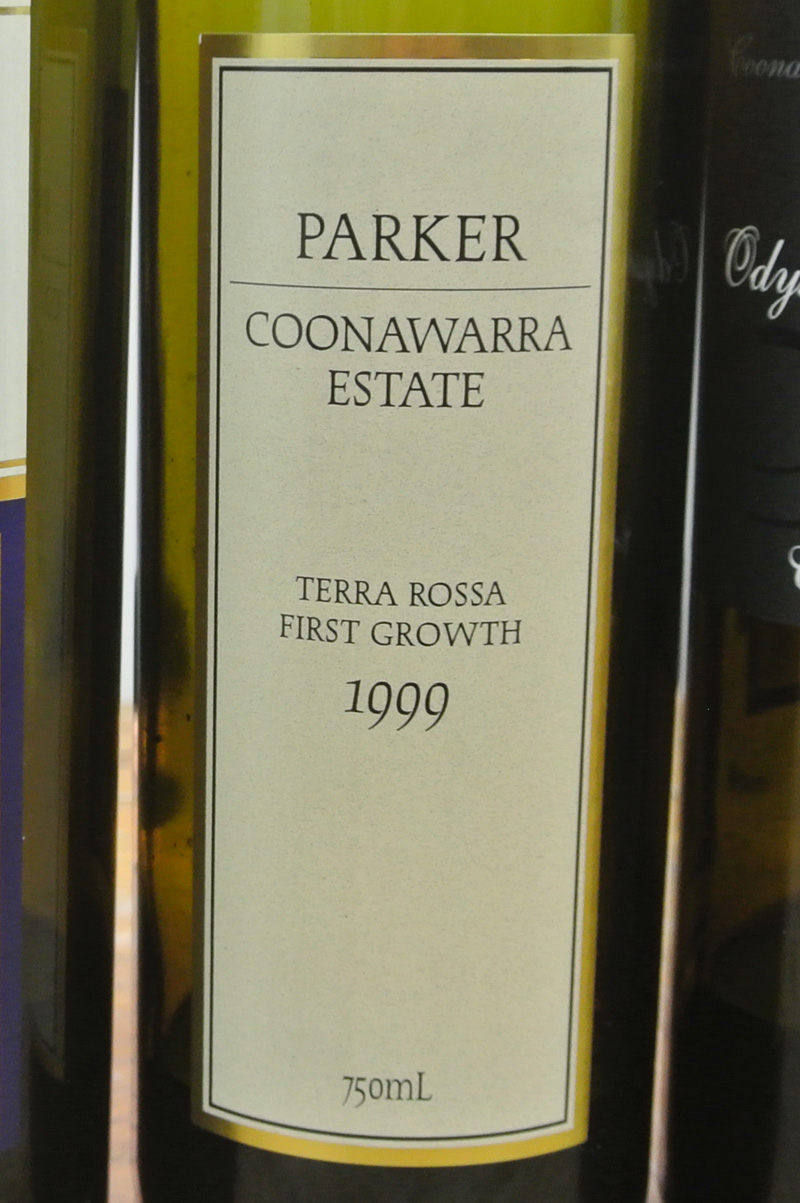 PARKER
COONAWARRA
ESTATE
TERRA ROSSA
FIRST GROWTH
1999
750mL